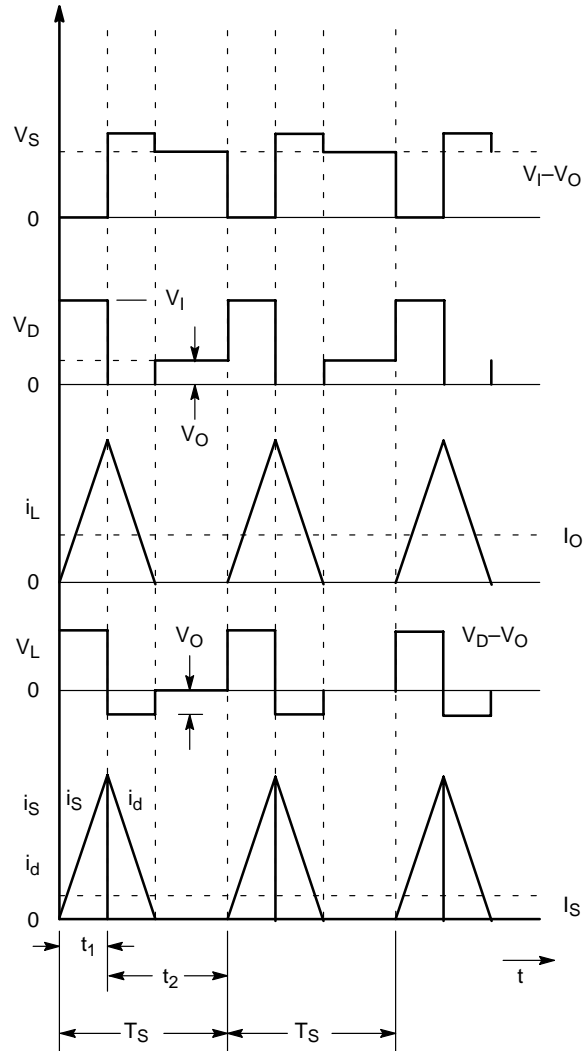 V_S
V_I–V_O
0
V_I
V_D
0
V_O
i_L
I_O
0
V_L
V_O
V_D–V_O
0
i_S
i_S
i_d
i_d
I_S
0
t_1
t
t_2
T_S
T_S